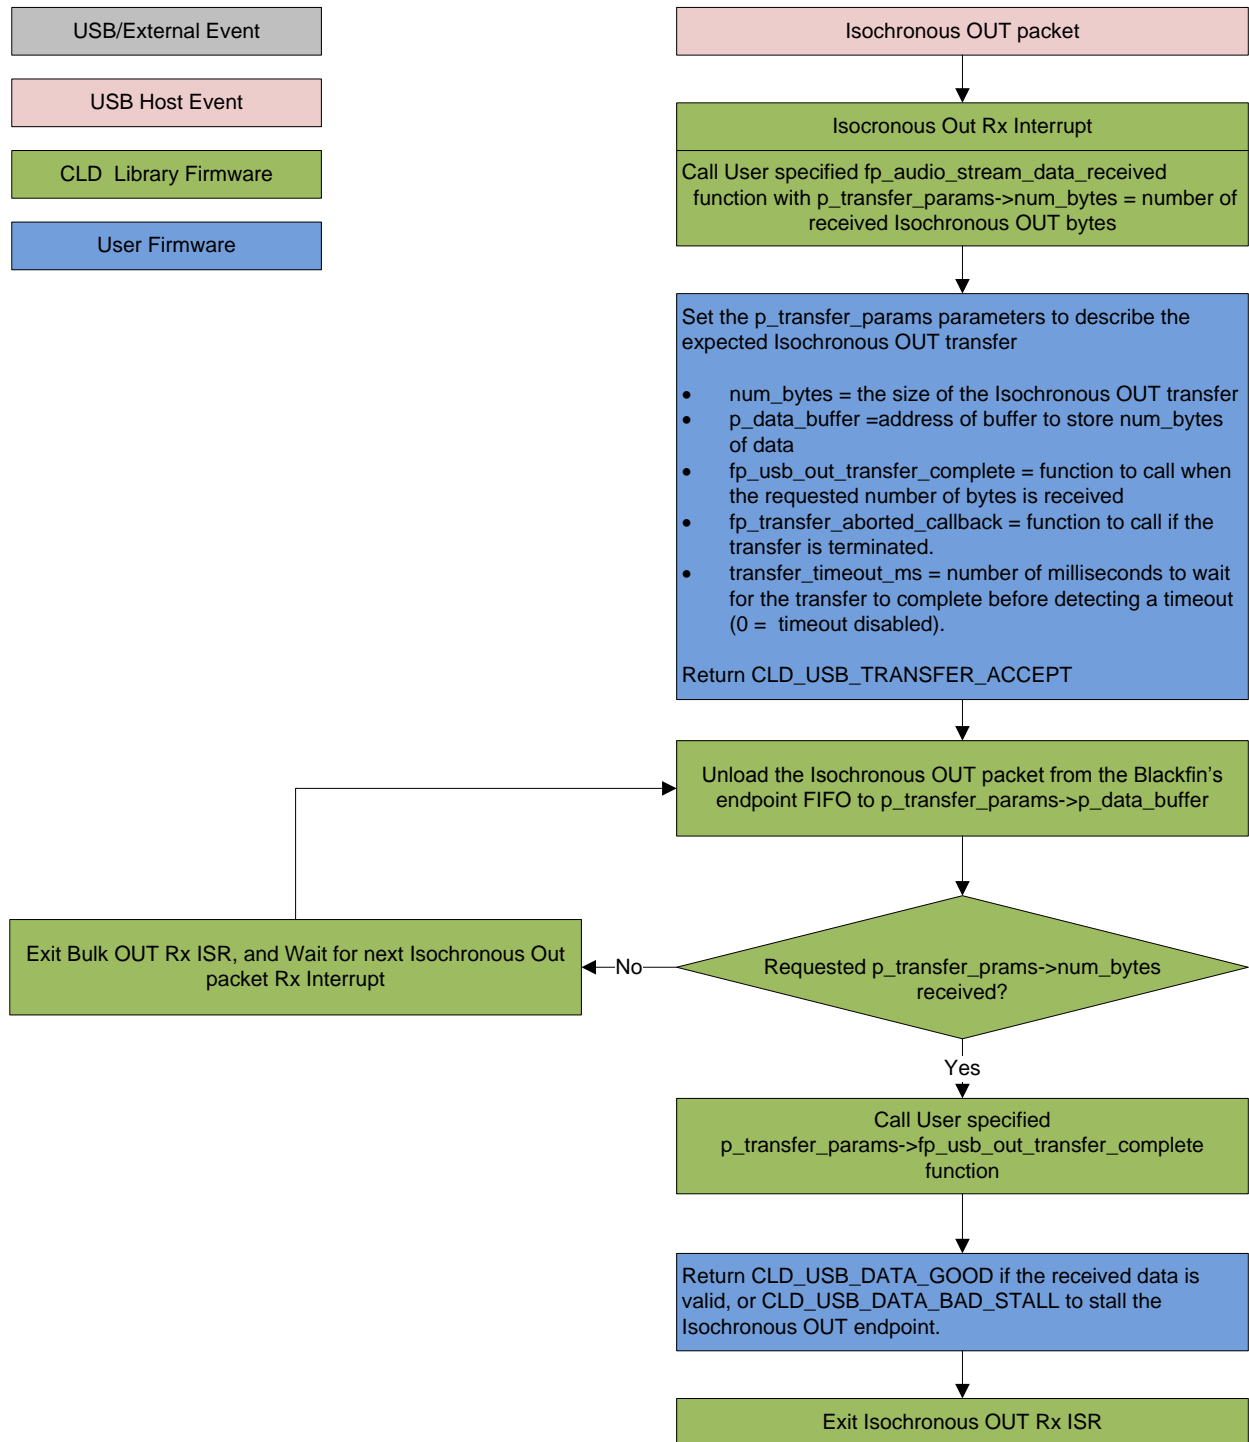 USB/External Event
USB Host Event
CLD  Library Firmware
User Firmware
Isochronous OUT packet
Isocronous Out Rx Interrupt
Call User specified fp_audio_stream_data_received
function with p_transfer_params->num_bytes = number of
received Isochronous OUT bytes
Set the p_transfer_params parameters to describe the
expected Isochronous OUT transfer
• num_bytes = the size of the Isochronous OUT transfer
• p_data_buffer =address of buffer to store num_bytes
of data
• fp_usb_out_transfer_complete = function to call when
the requested number of bytes is received
• fp_transfer_aborted_callback = function to call if the
transfer is terminated.
• transfer_timeout_ms = number of milliseconds to wait
for the transfer to complete before detecting a timeout
(0 =  timeout disabled).
Return CLD_USB_TRANSFER_ACCEPT
Unload the Isochronous OUT packet from the Blackfin's
endpoint FIFO to p_transfer_params->p_data_buffer
Exit Bulk OUT Rx ISR, and Wait for next Isochronous Out
packet Rx Interrupt
No
Requested p_transfer_prams->num_bytes
received?
Yes
Call User specified
p_transfer_params->fp_usb_out_transfer_complete
function
Return CLD_USB_DATA_GOOD if the received data is
valid, or CLD_USB_DATA_BAD_STALL to stall the
Isochronous OUT endpoint.
Exit Isochronous OUT Rx ISR